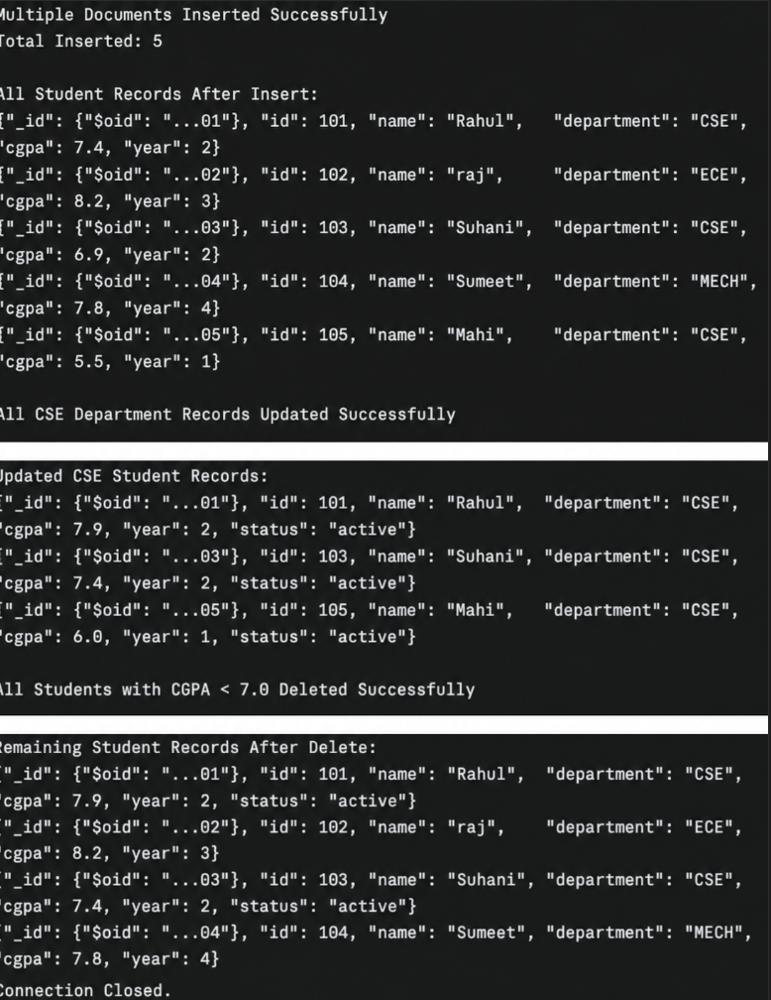 Multiple Documents Inserted Successfully
Total Inserted: 5
All Student Records After Insert:
{"_id": {"$oid": "...01"}, "id": 101, "name": "Rahul",   "department": "CSE",
"cgpa": 7.4, "year": 2}
{"_id": {"$oid": "...02"}, "id": 102, "name": "raj",     "department": "ECE",
"cgpa": 8.2, "year": 3}
{"_id": {"$oid": "...03"}, "id": 103, "name": "Suhani",  "department": "CSE",
"cgpa": 6.9, "year": 2}
{"_id": {"$oid": "...04"}, "id": 104, "name": "Sumeet",  "department": "MECH",
"cgpa": 7.8, "year": 4}
{"_id": {"$oid": "...05"}, "id": 105, "name": "Mahi",    "department": "CSE",
"cgpa": 5.5, "year": 1}
All CSE Department Records Updated Successfully
Updated CSE Student Records:
{"_id": {"$oid": "...01"}, "id": 101, "name": "Rahul",  "department": "CSE",
"cgpa": 7.9, "year": 2, "status": "active"}
{"_id": {"$oid": "...03"}, "id": 103, "name": "Suhani", "department": "CSE",
"cgpa": 7.4, "year": 2, "status": "active"}
{"_id": {"$oid": "...05"}, "id": 105, "name": "Mahi",   "department": "CSE",
"cgpa": 6.0, "year": 1, "status": "active"}
All Students with CGPA < 7.0 Deleted Successfully
Remaining Student Records After Delete:
{"_id": {"$oid": "...01"}, "id": 101, "name": "Rahul",  "department": "CSE",
"cgpa": 7.9, "year": 2, "status": "active"}
{"_id": {"$oid": "...02"}, "id": 102, "name": "raj",    "department": "ECE",
"cgpa": 8.2, "year": 3}
{"_id": {"$oid": "...03"}, "id": 103, "name": "Suhani", "department": "CSE",
"cgpa": 7.4, "year": 2, "status": "active"}
{"_id": {"$oid": "...04"}, "id": 104, "name": "Sumeet", "department": "MECH",
"cgpa": 7.8, "year": 4}
Connection Closed.